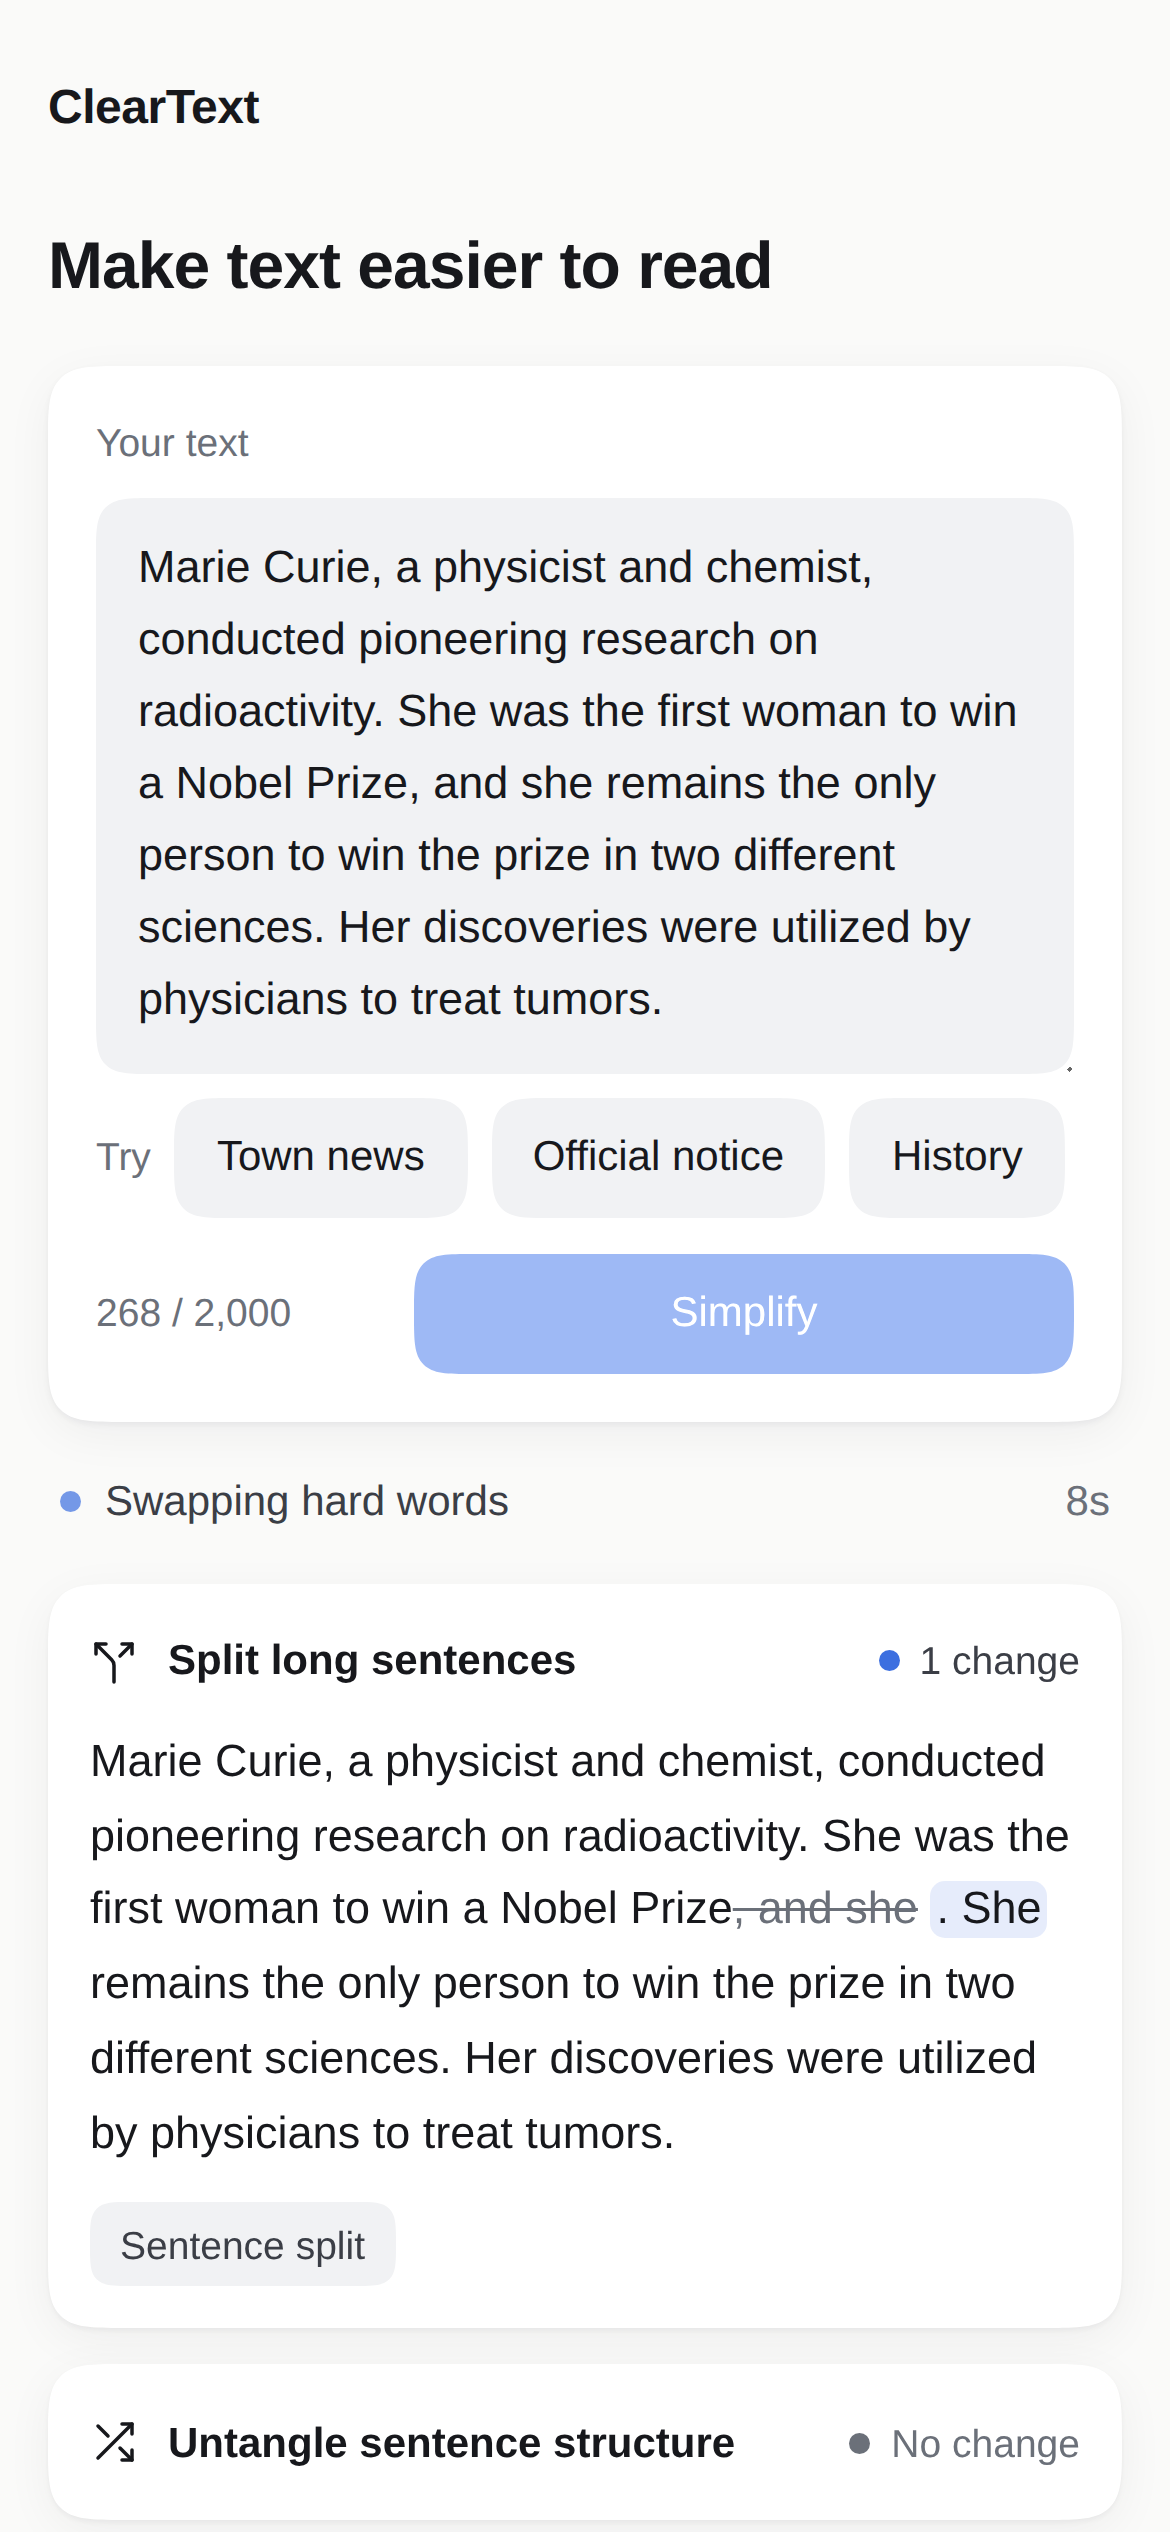 ClearText
Make text easier to read
Your text
Marie Curie, a physicist and chemist,
conducted pioneering research on
radioactivity. She was the first woman to win
a Nobel Prize, and she remains the only
person to win the prize in two different
sciences. Her discoveries were utilized by
physicians to treat tumors.
Try Town news Official notice History
268 / 2,000 Simplify
Swapping hard words 8s
Split long sentences 1 change
Marie Curie, a physicist and chemist, conducted
pioneering research on radioactivity. She was the
first woman to win a Nobel Prize, and she . She
remains the only person to win the prize in two
different sciences. Her discoveries were utilized
by physicians to treat tumors.
Sentence split
Untangle sentence structure No change